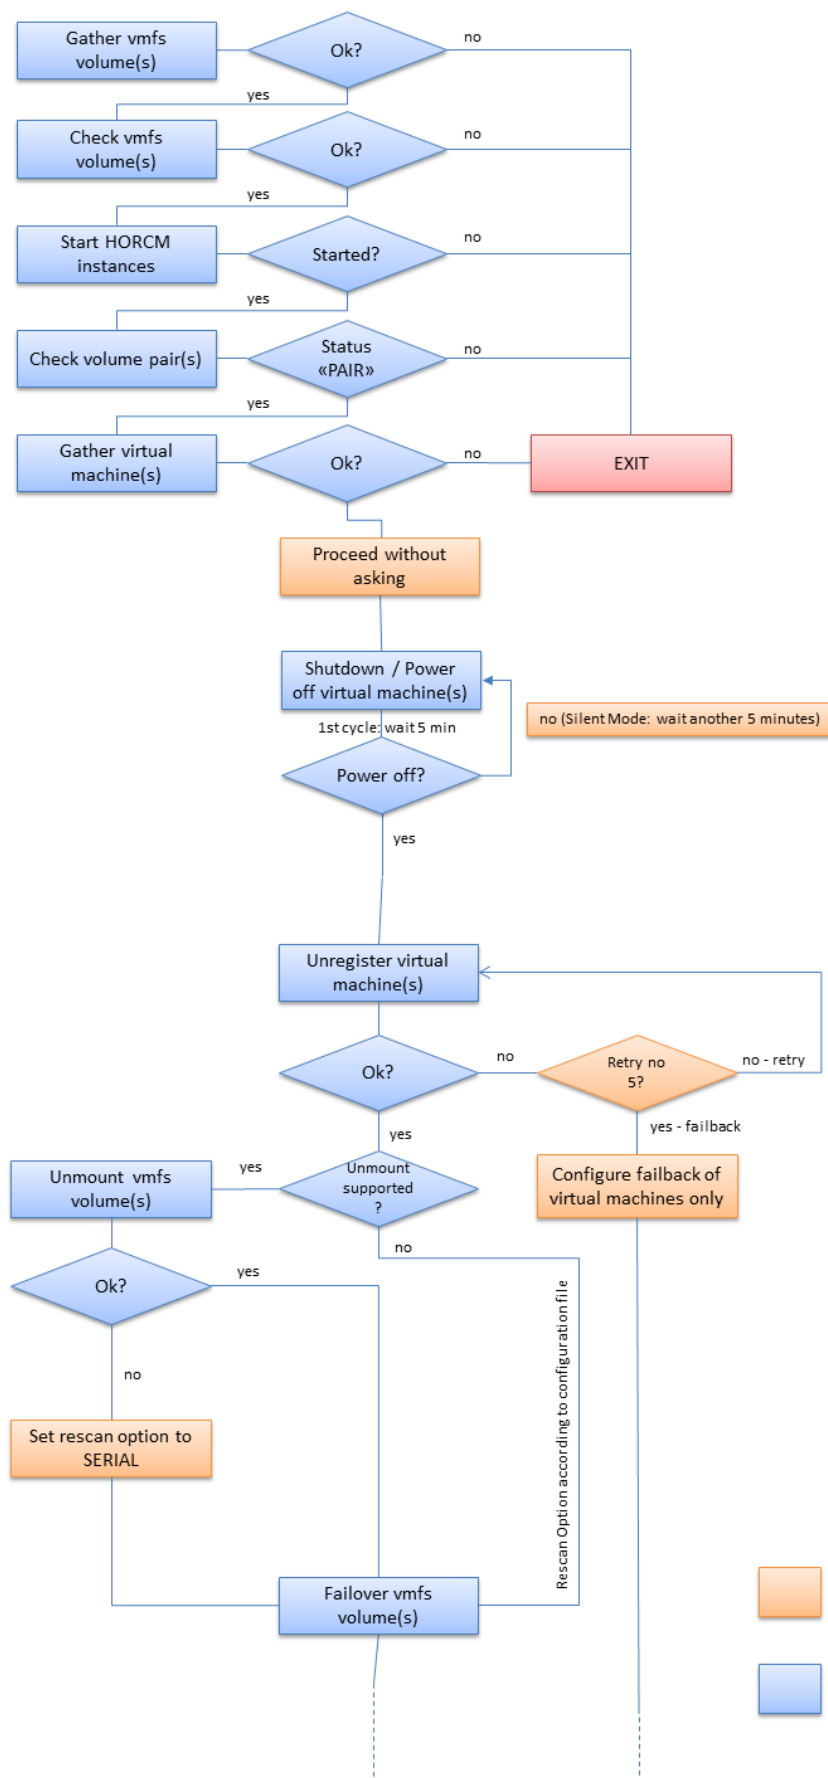 Gather vmfs
volume(s)
Ok?
no
yes
Check vmfs
volume(s)
Ok?
no
yes
Start HORCM
instances
Started?
no
yes
Check volume pair(s)
Status
«PAIR»
no
yes
Gather virtual
machine(s)
Ok?
no
EXIT
Proceed without
asking
Shutdown / Power
off virtual machine(s)
no (Silent Mode: wait another 5 minutes)
1st cycle: wait 5 min
Power off?
yes
Unregister virtual
machine(s)
Ok?
no
Retry no
5?
no - retry
yes
yes - failback
Unmount vmfs
volume(s)
yes
Unmount
supported
?
Configure failback of
virtual machines only
no
Ok?
yes
no
Rescan Option according to configuration file
Set rescan option to
SERIAL
Failover vmfs
volume(s)